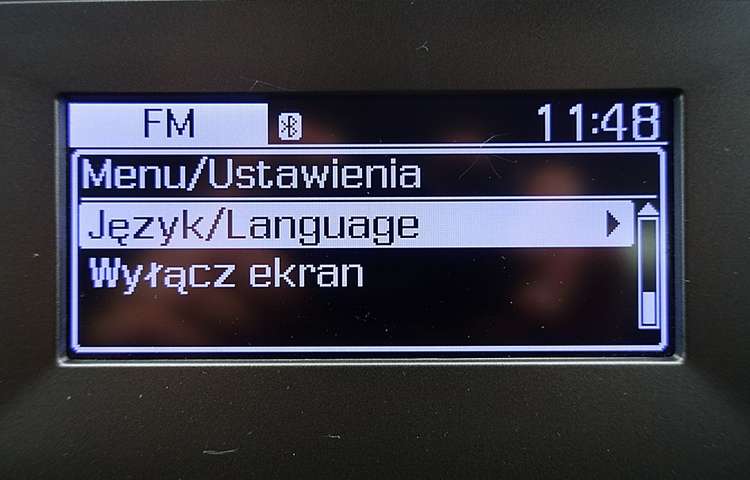 FM 11:48
Menu/Ustawienia
Język/Language
Wyłącz ekran